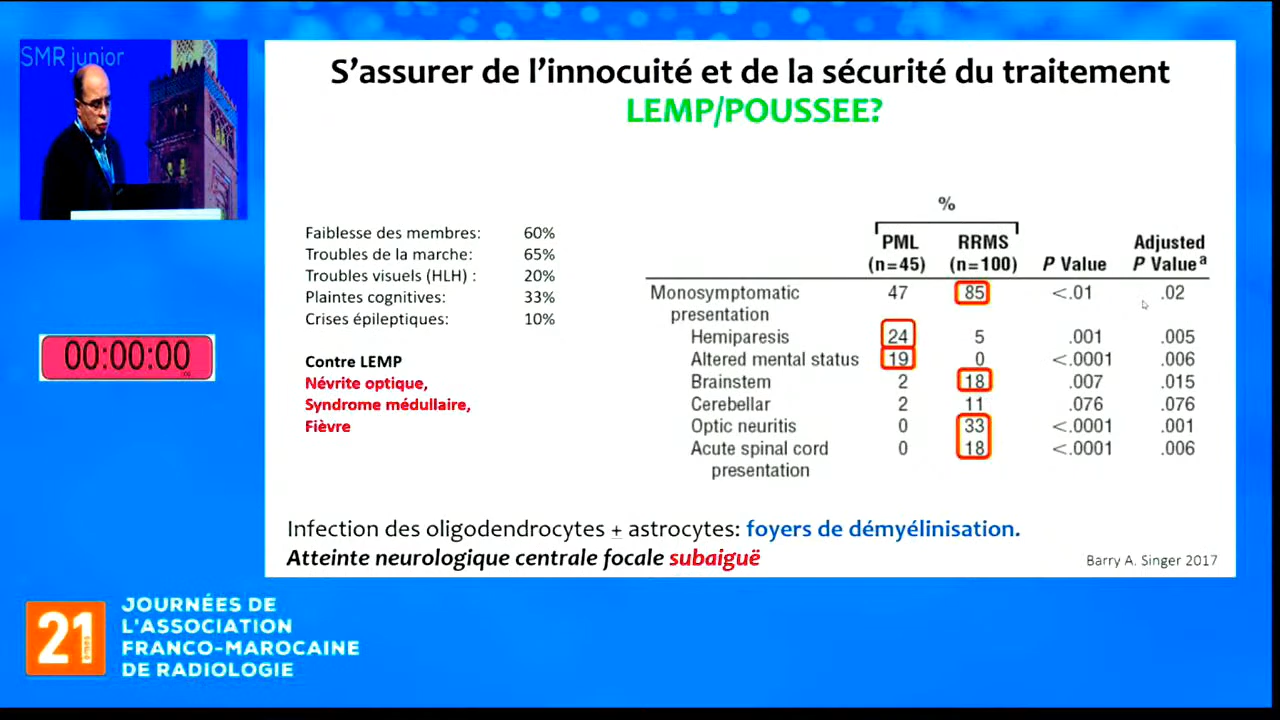 SMR junior
S'assurer de l'innocuité et de la sécurité du traitement
LEMP/POUSSEE?
Faiblesse des membres: 60%
Troubles de la marche: 65%
Troubles visuels (HLH) : 20%
Plaintes cognitives: 33%
Crises épileptiques: 10%
Contre LEMP
Névrite optique,
Syndrome médullaire,
Fièvre
%
PML RRMS Adjusted
(n=45) (n=100) P Value P Value a
Monosymptomatic 47 85 <.01 .02
presentation
Hemiparesis 24 5 .001 .005
Altered mental status 19 0 <.0001 .006
Brainstem 2 18 .007 .015
Cerebellar 2 11 .076 .076
Optic neuritis 0 33 <.0001 .001
Acute spinal cord 0 18 <.0001 .006
presentation
Infection des oligodendrocytes + astrocytes: foyers de démyélinisation.
Atteinte neurologique centrale focale subaiguë
Barry A. Singer 2017
00:00:00
21 èmes
JOURNÉES DE
L'ASSOCIATION
FRANCO-MAROCAINE
DE RADIOLOGIE